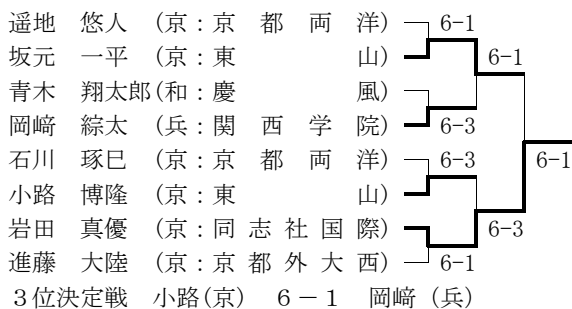 遥地 悠人 (京:京都両洋) 6-1
坂元 一平 (京:東山) 6-1
青木 翔太郎(和:慶風)
岡﨑 綜太 (兵:関西学院) 6-3
石川 琢巳 (京:京都両洋) 6-3 6-1
小路 博隆 (京:東山)
岩田 真優 (京:同志社国際) 6-3
進藤 大陸 (京:京都外大西) 6-1
3位決定戦 小路(京) 6-1 岡﨑(兵)